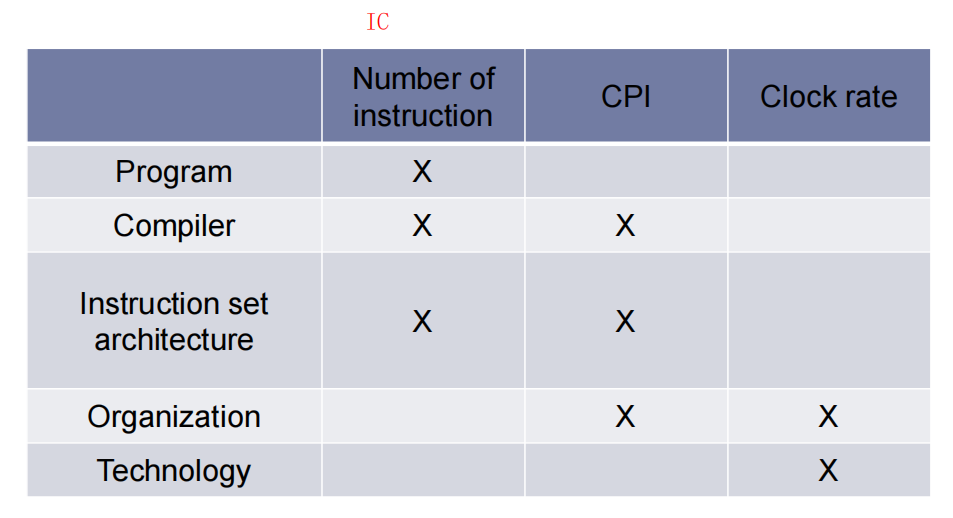 IC
Number of
instruction
CPI
Clock rate
Program
X
Compiler
X
X
Instruction set
architecture
X
X
Organization
X
X
Technology
X